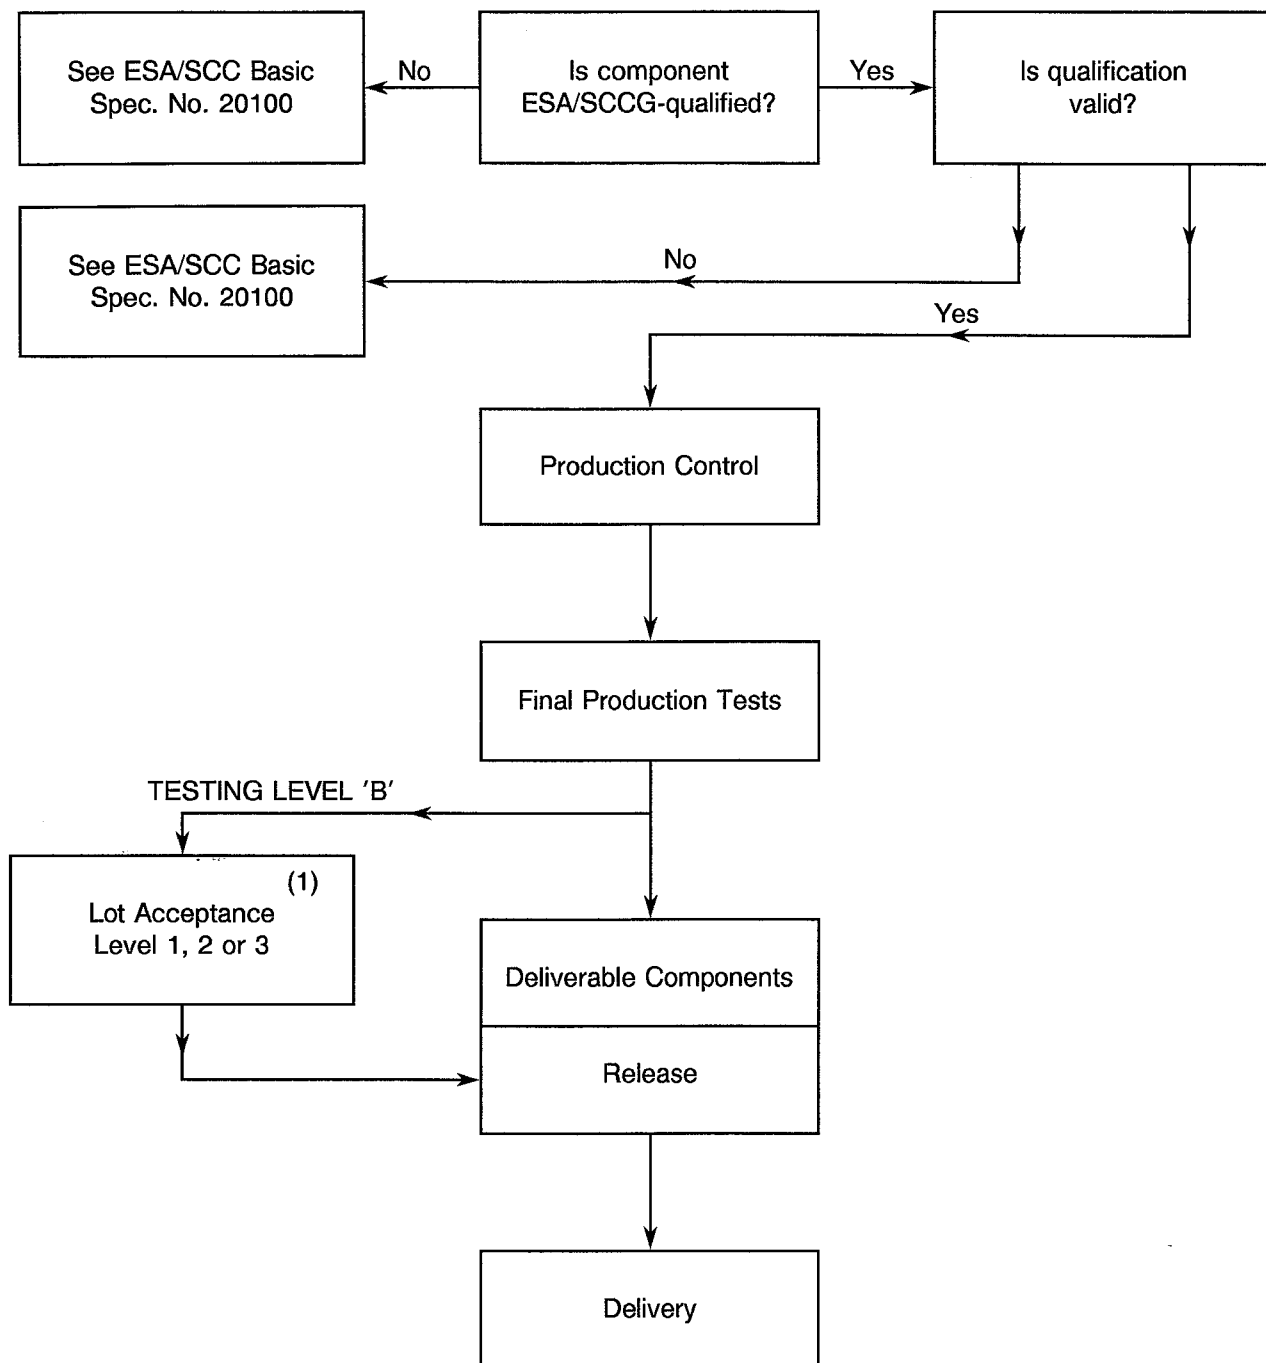 See ESA/SCC Basic
Spec. No. 20100
No
Is component
ESA/SCCG-qualified?
Yes
Is qualification
valid?
See ESA/SCC Basic
Spec. No. 20100
No
Yes
Production Control
Final Production Tests
TESTING LEVEL 'B'
(1)
Lot Acceptance
Level 1, 2 or 3
Deliverable Components
Release
Delivery